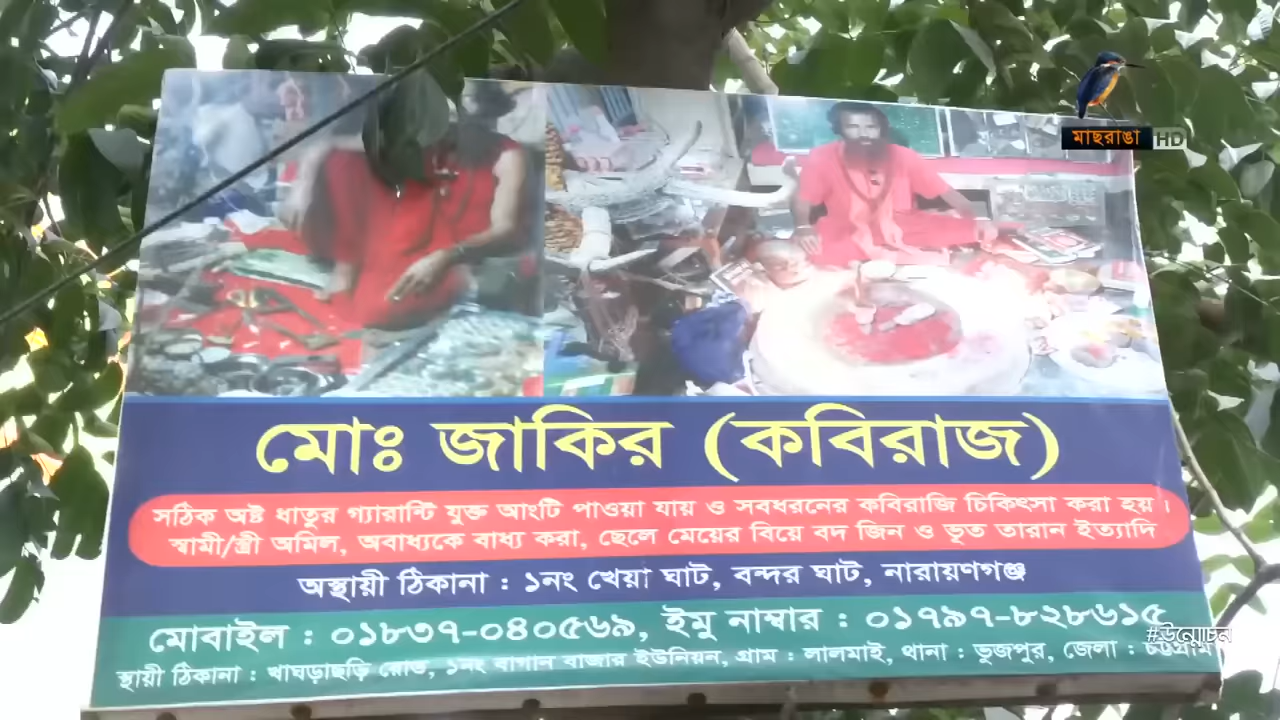 মাছরাঙা HD
মোঃ জাকির (কবিরাজ)
সঠিক অষ্ট ধাতুর গ্যারান্টি যুক্ত আংটি পাওয়া যায় ও সবধরনের কবিরাজি চিকিৎসা করা হয়।
স্বামী/স্ত্রী অমিল, অবাধ্যকে বাধ্য করা, ছেলে মেয়ের বিয়ে বদ জিন ও ভূত তারান ইত্যাদি
অস্থায়ী ঠিকানা : ১নং খেয়া ঘাট, বন্দর ঘাট, নারায়ণগঞ্জ
মোবাইল : ০১৮৩৭-০৪০৫৬৯, ইমু নাম্বার : ০১৭৯৭-৮২৮৬১৫
#উন্মোচন
স্থায়ী ঠিকানা : খাঘড়াছড়ি রোড, ১নং বাগান বাজার ইউনিয়ন, গ্রাম : লালমাই, থানা : ভুজপুর, জেলা : চট্টগ্রাম